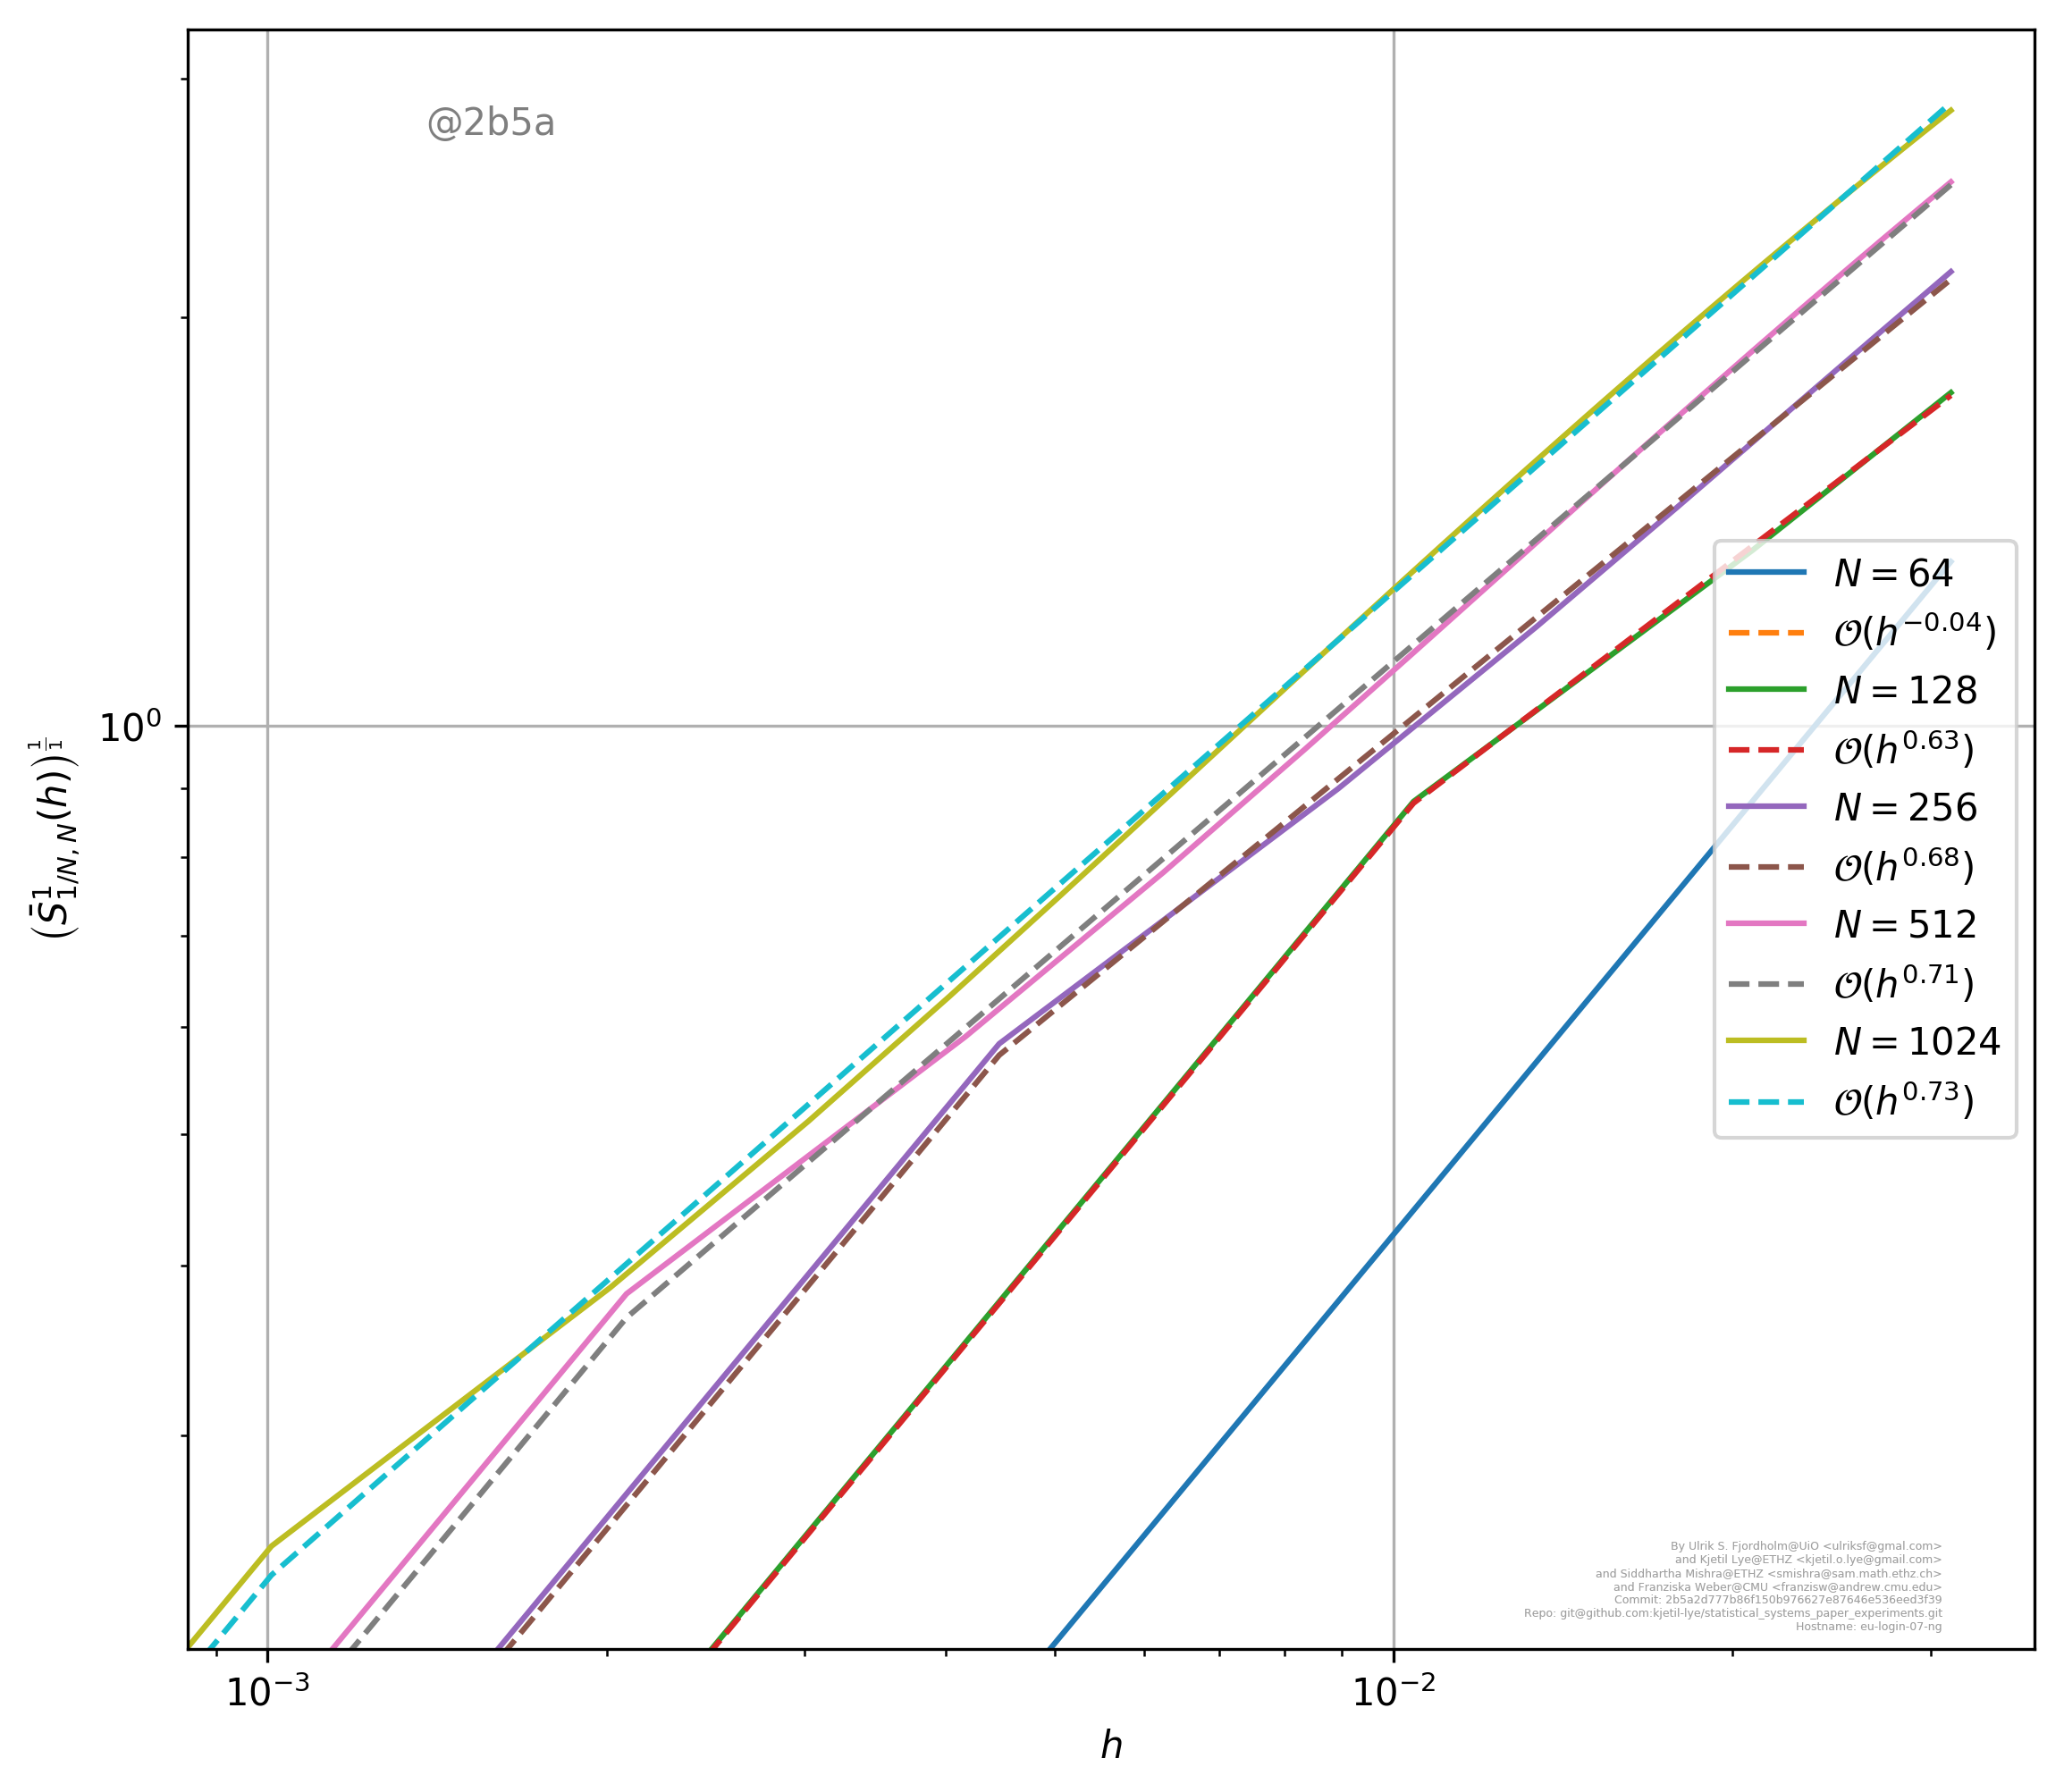 @2b5a
(S̄¹_{1/N,N}(h))^{1/1}
10⁰
N = 64
𝒪(h^{−0.04})
N = 128
𝒪(h^{0.63})
N = 256
𝒪(h^{0.68})
N = 512
𝒪(h^{0.71})
N = 1024
𝒪(h^{0.73})
By Ulrik S. Fjordholm@UiO <ulriksf@gmal.com>
and Kjetil Lye@ETHZ <kjetil.o.lye@gmail.com>
and Siddhartha Mishra@ETHZ <smishra@sam.math.ethz.ch>
and Franziska Weber@CMU <franzisw@andrew.cmu.edu>
Commit: 2b5a2d777b86f150b976627e87646e536eed3f39
Repo: git@github.com:kjetil-lye/statistical_systems_paper_experiments.git
Hostname: eu-login-07-ng
10⁻³
10⁻²
h